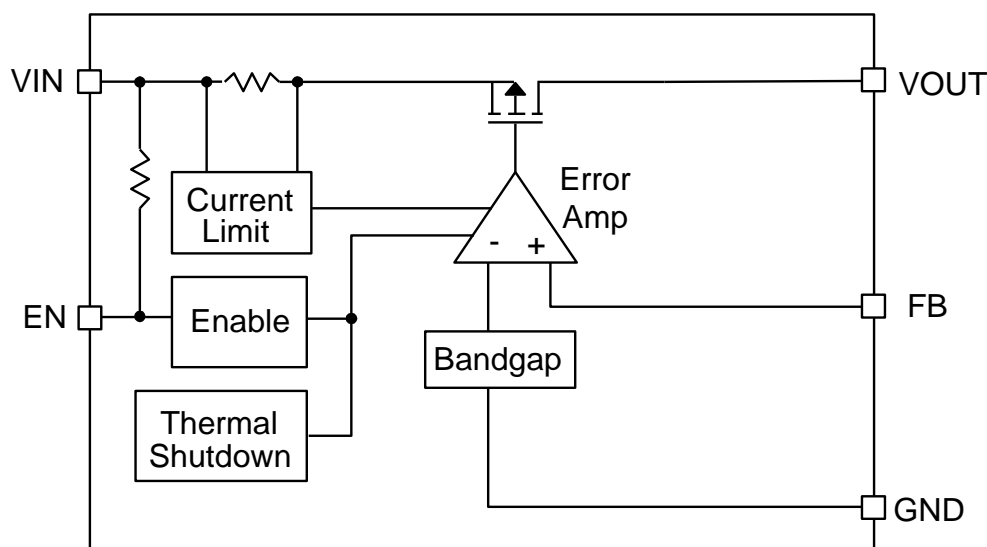 VIN
VOUT
Current
Limit
Error
Amp
-
+
EN
Enable
FB
Bandgap
Thermal
Shutdown
GND